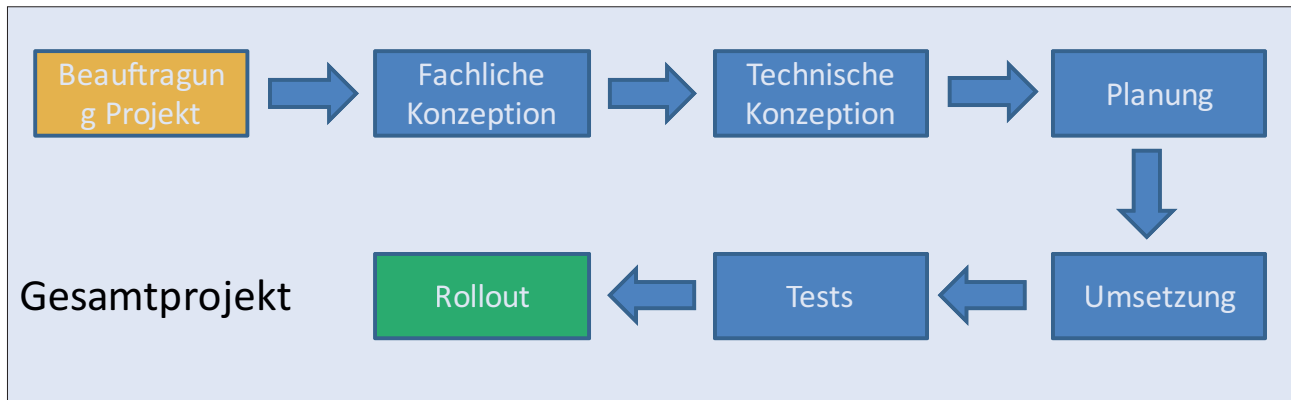 Beauftragun
g Projekt
Fachliche
Konzeption
Technische
Konzeption
Planung
Gesamtprojekt
Rollout
Tests
Umsetzung